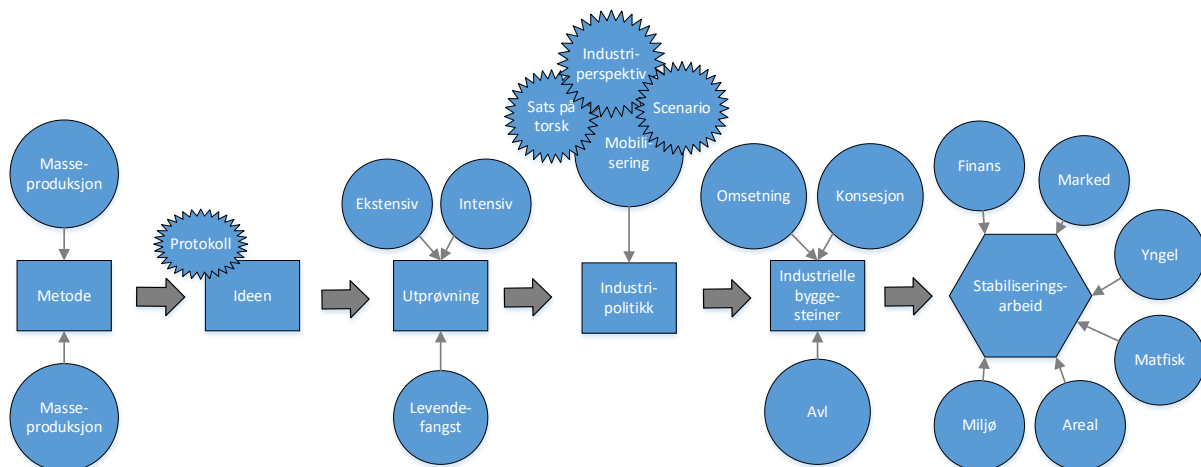 Masse-
produksjon
Metode
Masse-
produksjon
Protokoll
Ideen
Ekstensiv
Intensiv
Utprøvning
Levende-
fangst
Industri-
perspektiv
Sats på
torsk
Scenario
Mobili-
sering
Industri-
politikk
Omsetning
Konsesjon
Industrielle
bygge-
steiner
Avl
Finans
Marked
Yngel
Stabiliserings-
arbeid
Matfisk
Miljø
Areal